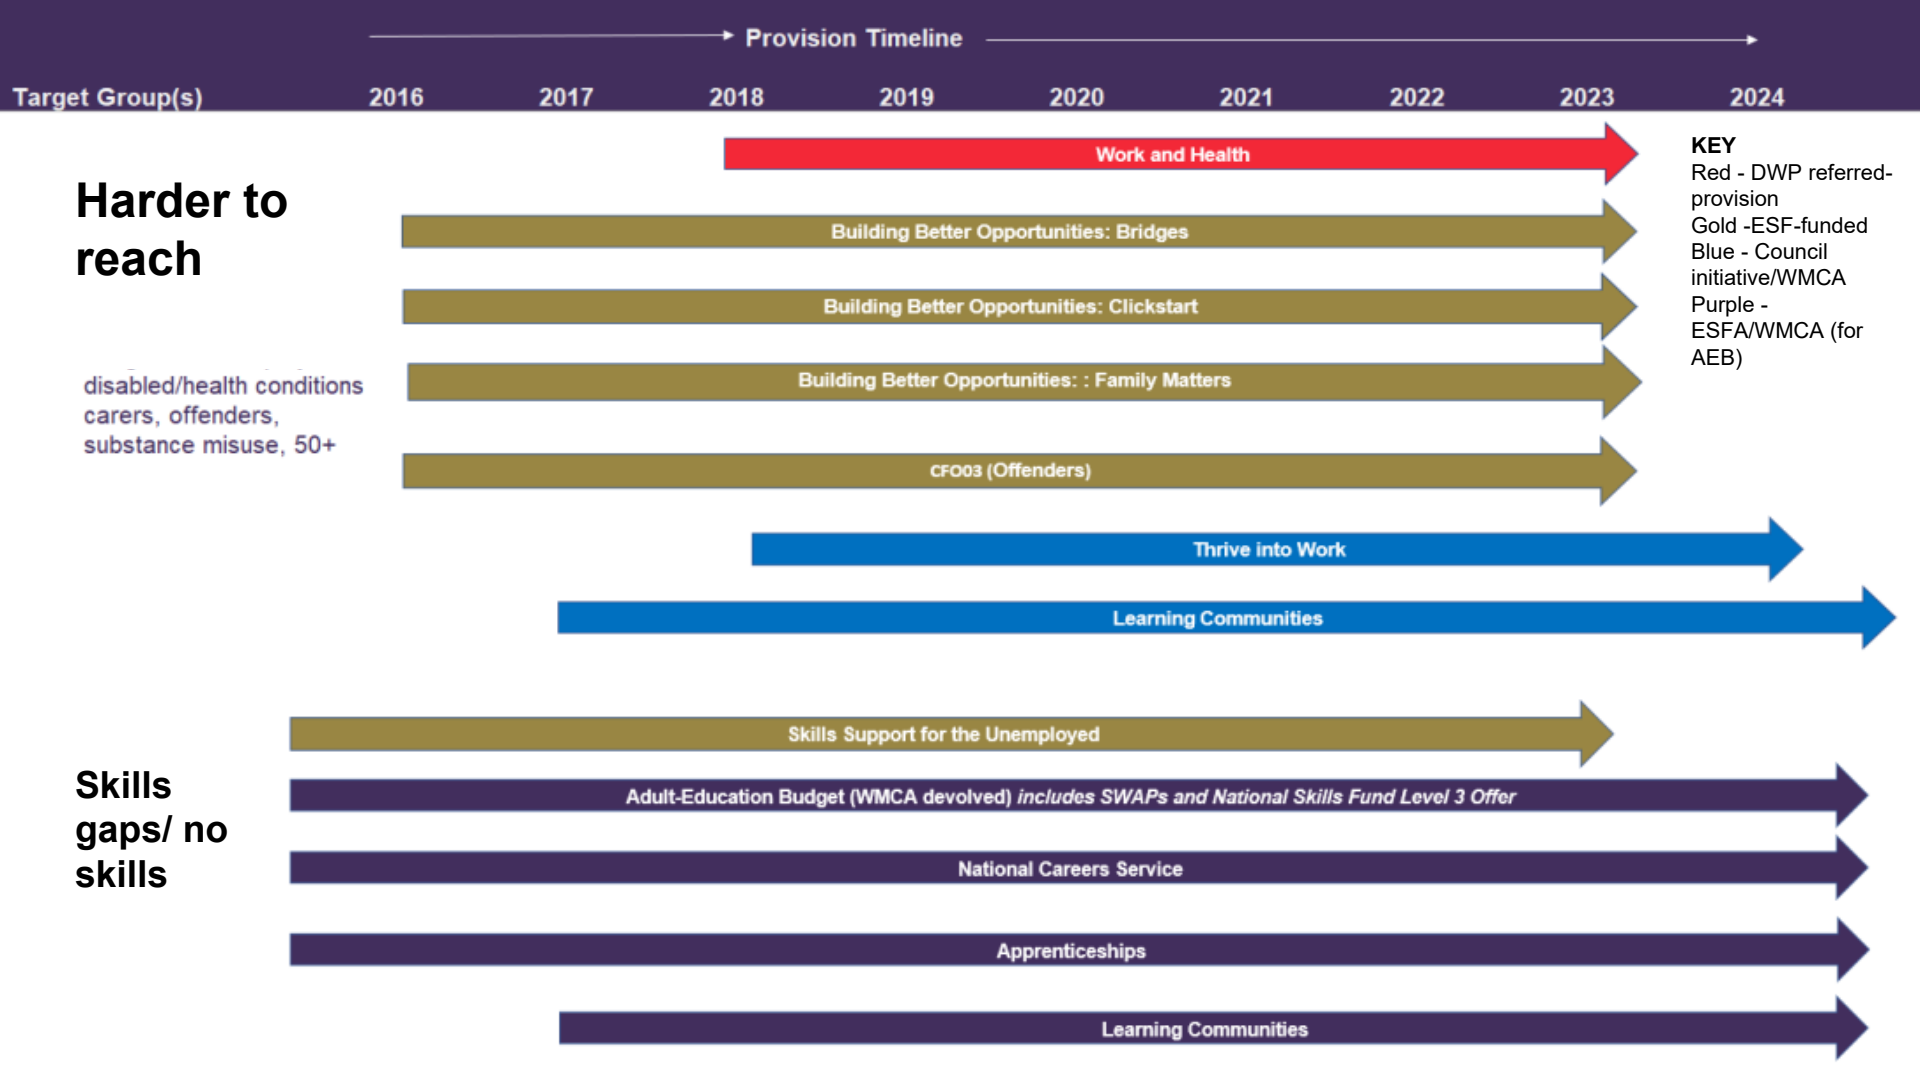 Provision Timeline
Target Group(s) 2016 2017 2018 2019 2020 2021 2022 2023 2024
Work and Health
KEY
Red - DWP referred-
provision
Gold -ESF-funded
Blue - Council
initiative/WMCA
Purple -
ESFA/WMCA (for
AEB)
Harder to
reach
Building Better Opportunities: Bridges
Building Better Opportunities: Clickstart
Building Better Opportunities: : Family Matters
disabled/health conditions
carers, offenders,
substance misuse, 50+
CFO03 (Offenders)
Thrive into Work
Learning Communities
Skills Support for the Unemployed
Skills
gaps/ no
skills
Adult-Education Budget (WMCA devolved) includes SWAPs and National Skills Fund Level 3 Offer
National Careers Service
Apprenticeships
Learning Communities